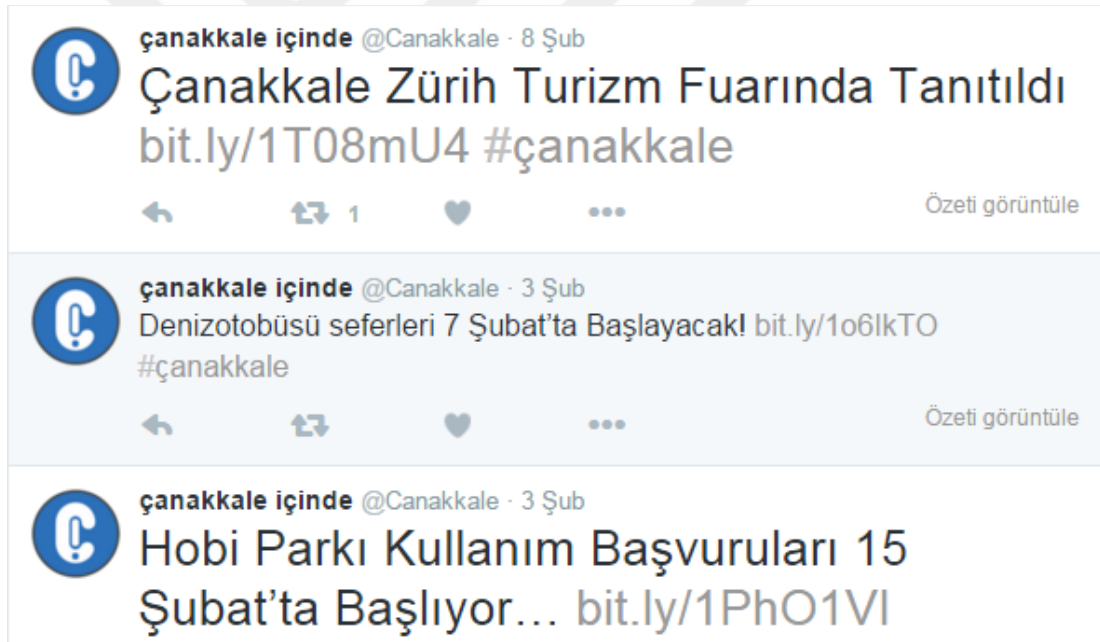 çanakkale içinde @Canakkale · 8 Şub
Çanakkale Zürih Turizm Fuarında Tanıtıldı
bit.ly/1T08mU4 #çanakkale
1
Özeti görüntüle
çanakkale içinde @Canakkale · 3 Şub
Denizotobüsü seferleri 7 Şubat'ta Başlayacak! bit.ly/1o6lkTO
#çanakkale
Özeti görüntüle
çanakkale içinde @Canakkale · 3 Şub
Hobi Parkı Kullanım Başvuruları 15
Şubat'ta Başlıyor… bit.ly/1PhO1Vl